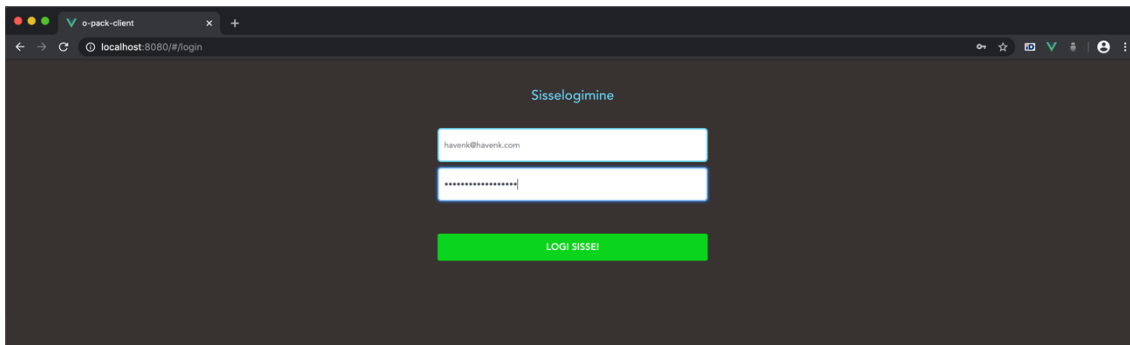 o-pack-client
localhost:8080/#/login
Sisselogimine
havenk@havenk.com
••••••••••••••••••
LOGI SISSE!